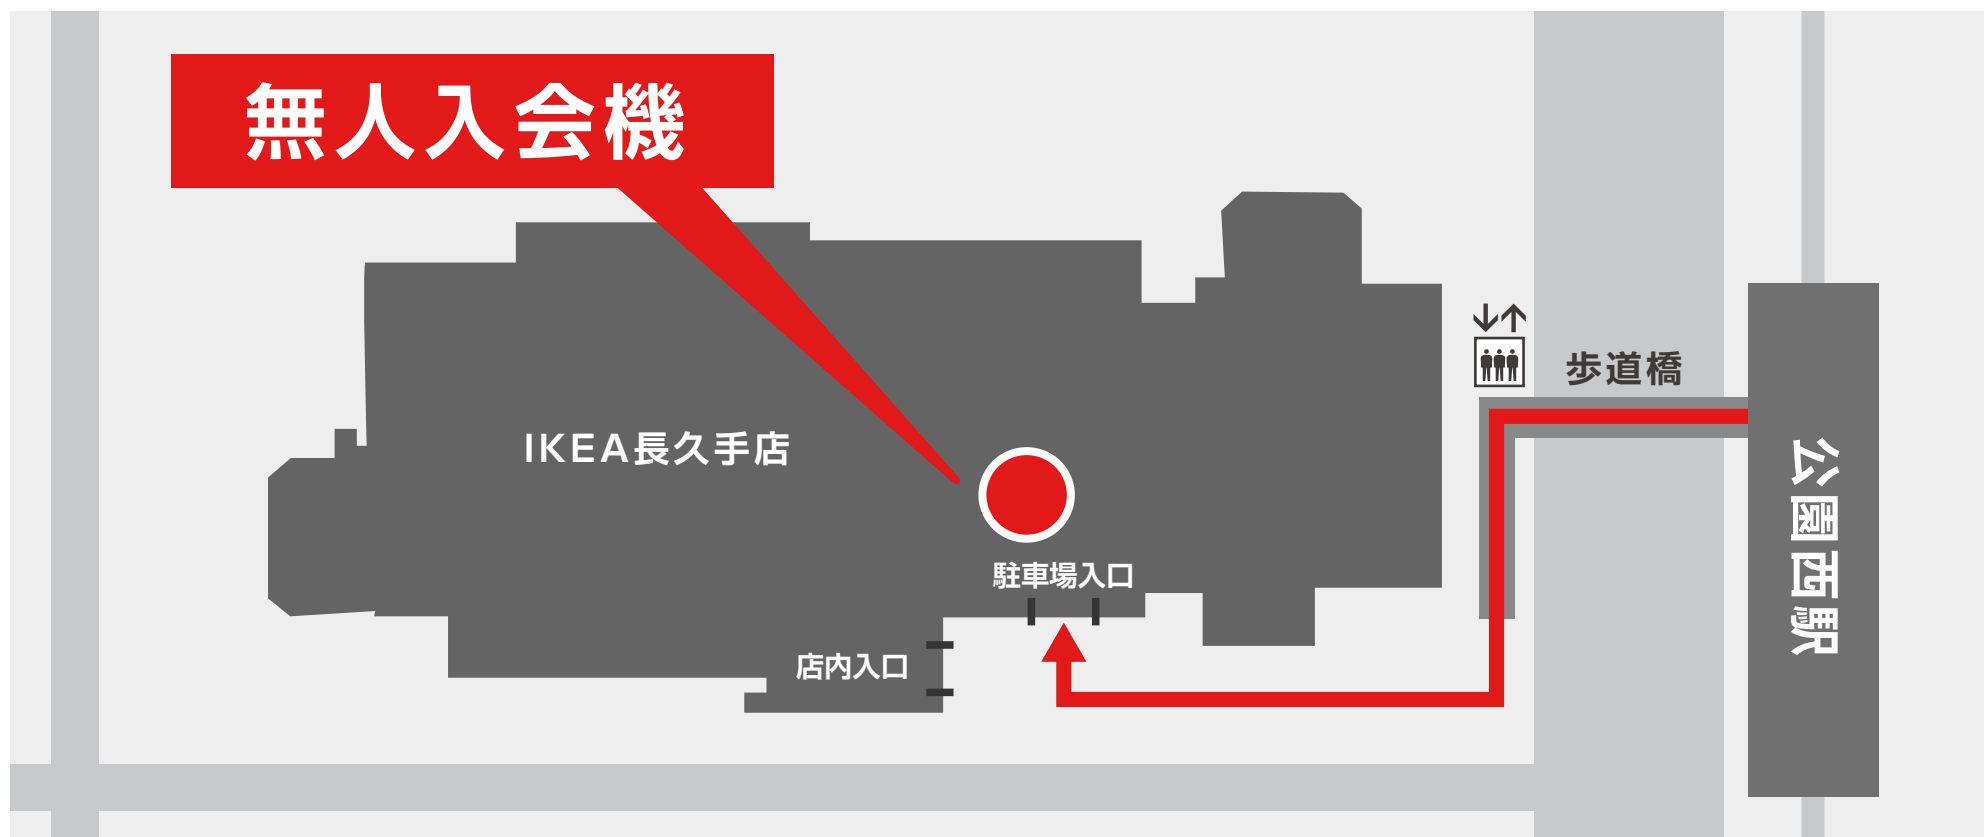 無人入会機
IKEA長久手店
歩道橋
公園西駅
駐車場入口
店内入口